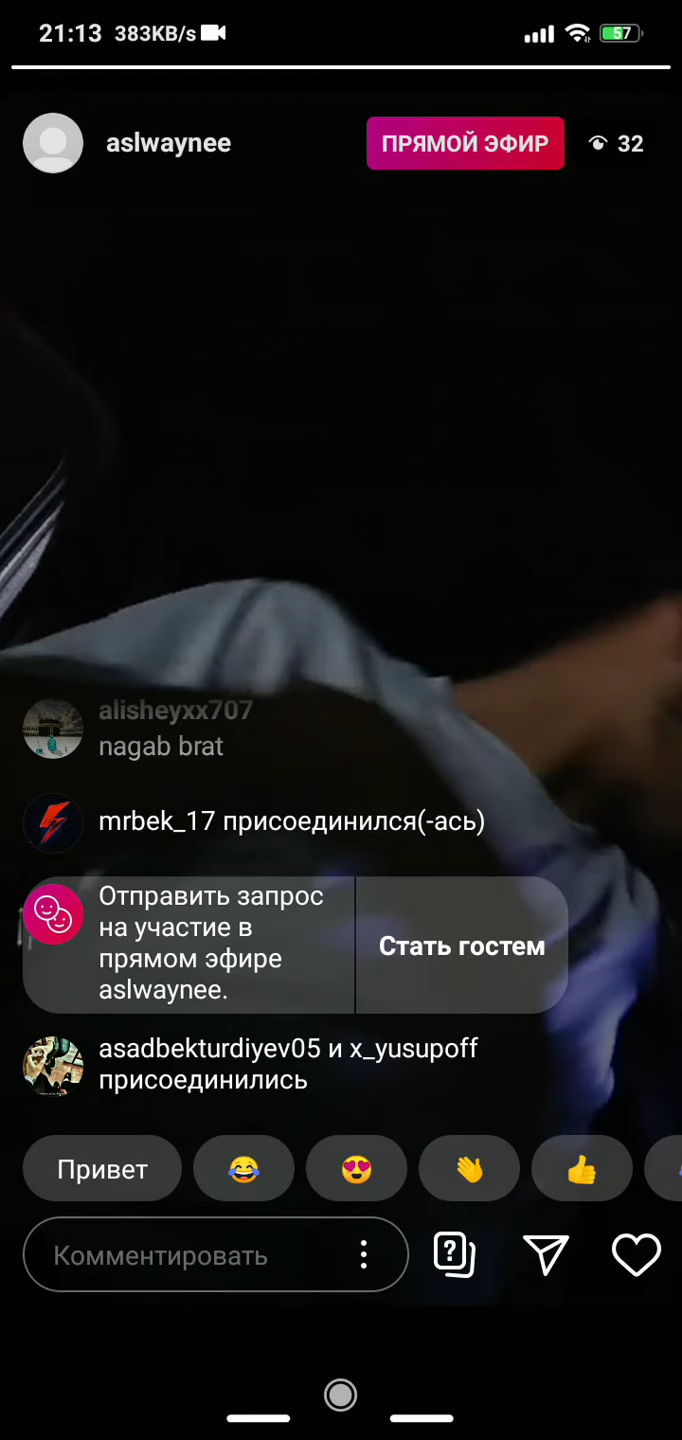 21:13 383KB/s 57
aslwaynee ПРЯМОЙ ЭФИР 32
alisheyxx707
nagab brat
mrbek_17 присоединился(-ась)
Отправить запрос
на участие в
прямом эфире
aslwaynee.
Стать гостем
asadbekturdiyev05 и x_yusupoff
присоединились
Привет
Комментировать